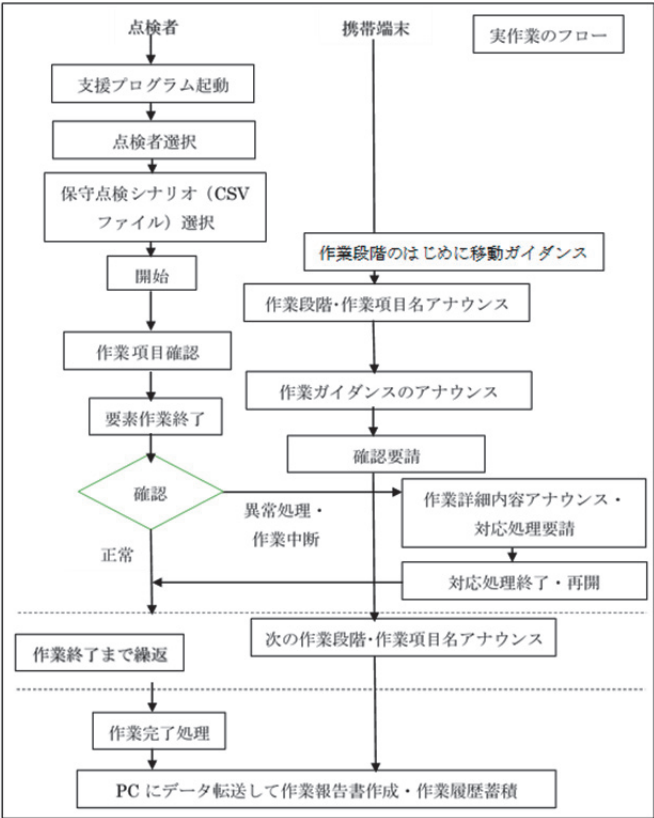 点検者
携帯端末
実作業のフロー
支援プログラム起動
点検者選択
保守点検シナリオ（CSV
ファイル）選択
作業段階のはじめに移動ガイダンス
開始
作業段階・作業項目名アナウンス
作業項目確認
作業ガイダンスのアナウンス
要素作業終了
確認要請
確認
異常処理・
作業中断
作業詳細内容アナウンス・
対応処理要請
正常
対応処理終了・再開
次の作業段階・作業項目名アナウンス
作業終了まで繰返
作業完了処理
PC にデータ転送して作業報告書作成・作業履歴蓄積